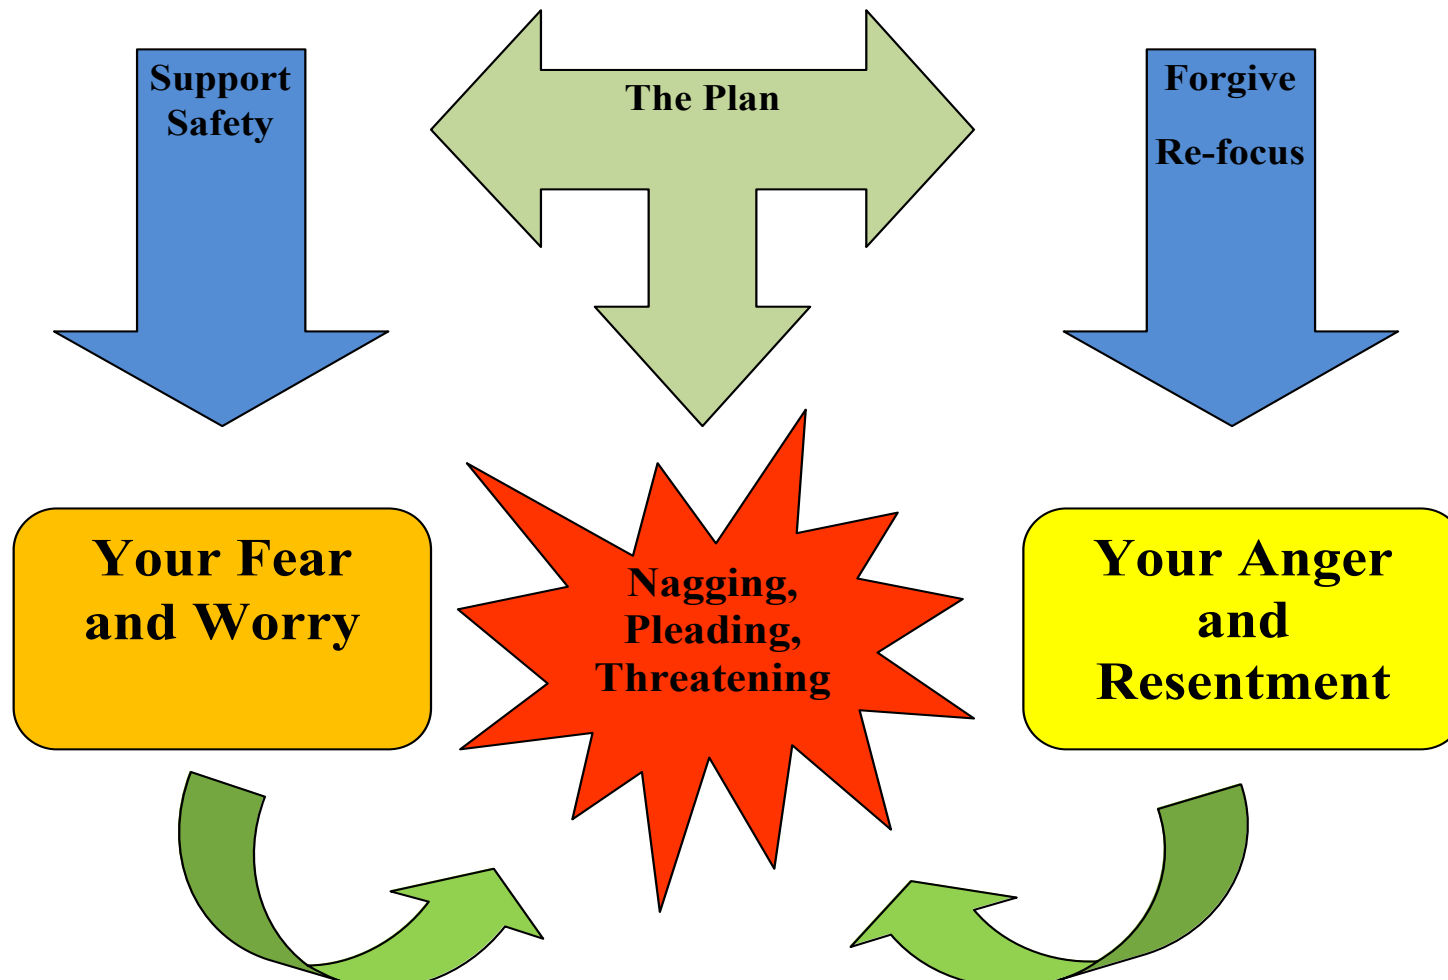 Support
Safety
The Plan
Forgive
Re-focus
Your Fear
and Worry
Nagging,
Pleading,
Threatening
Your Anger
and
Resentment